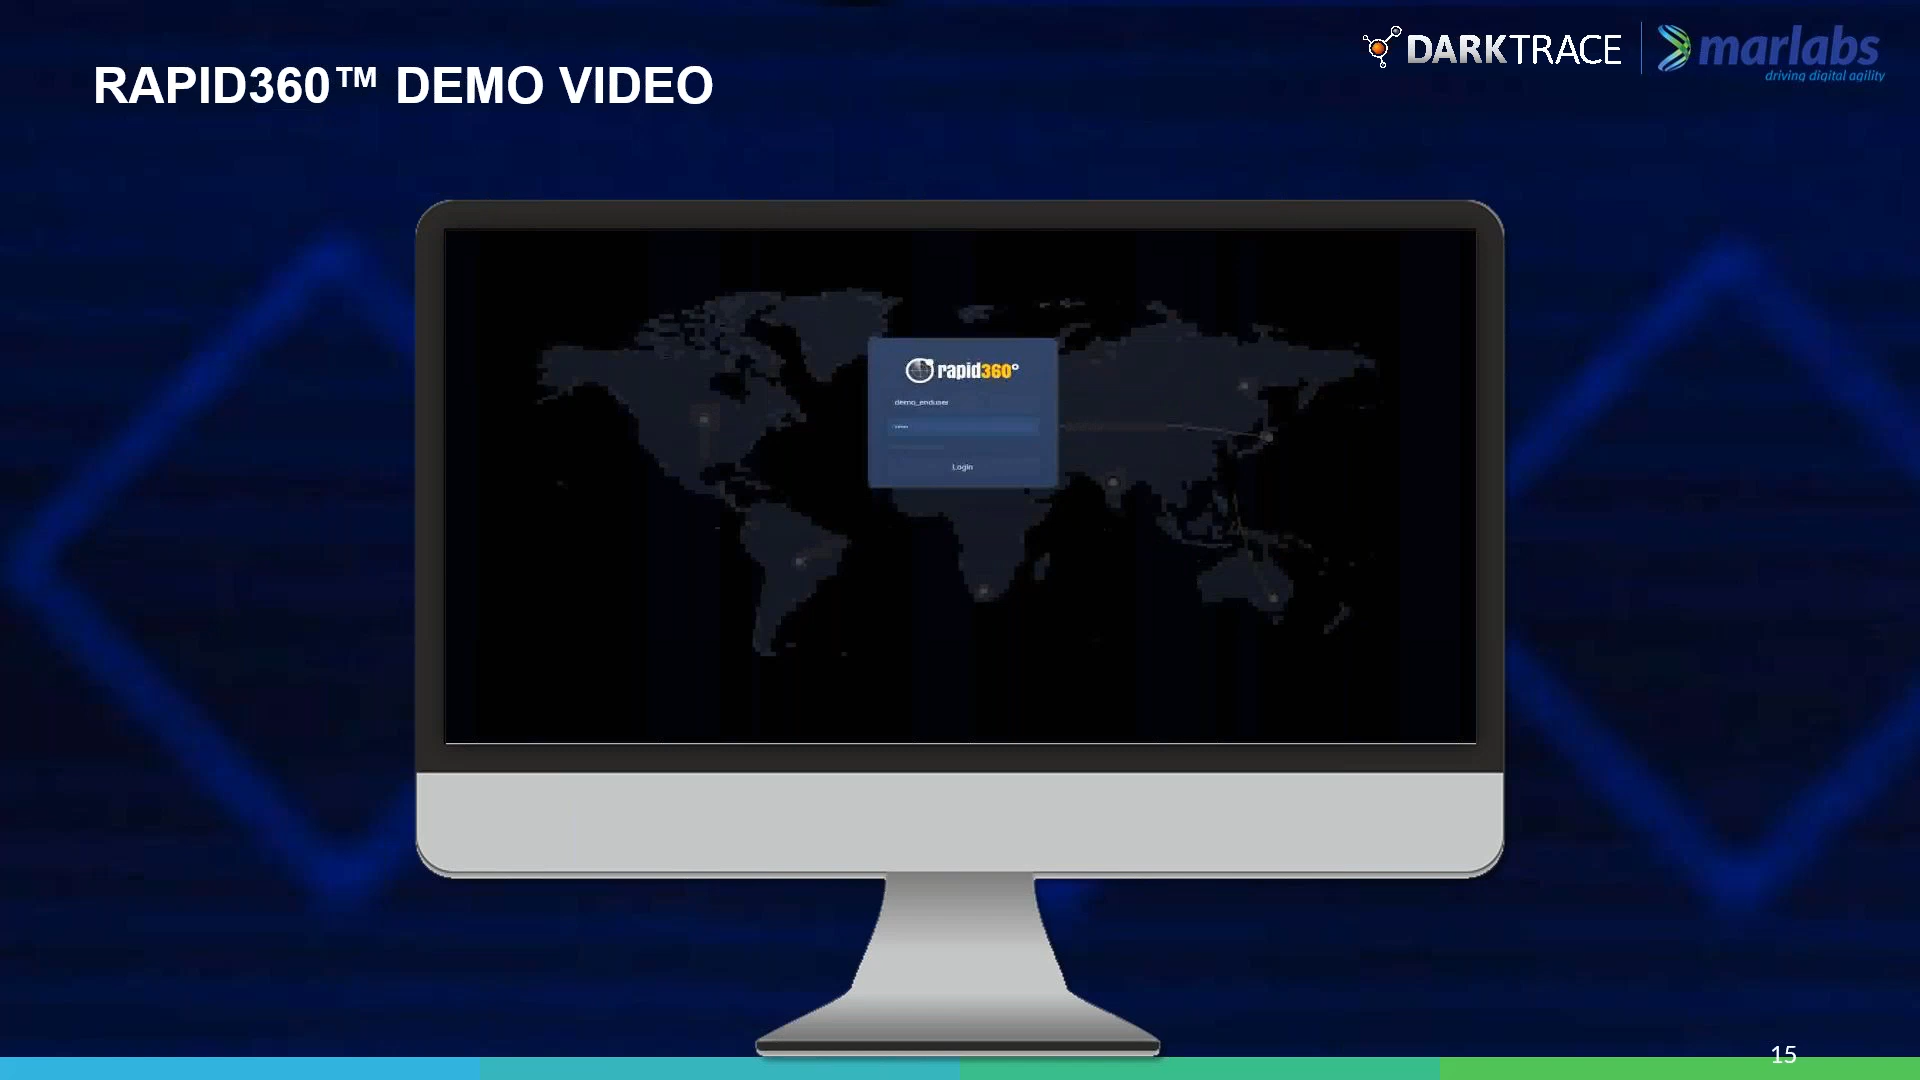 DARKTRACE
marlabs
driving digital agility
RAPID360™ DEMO VIDEO
rapid360°
demo_enduser
Login
15